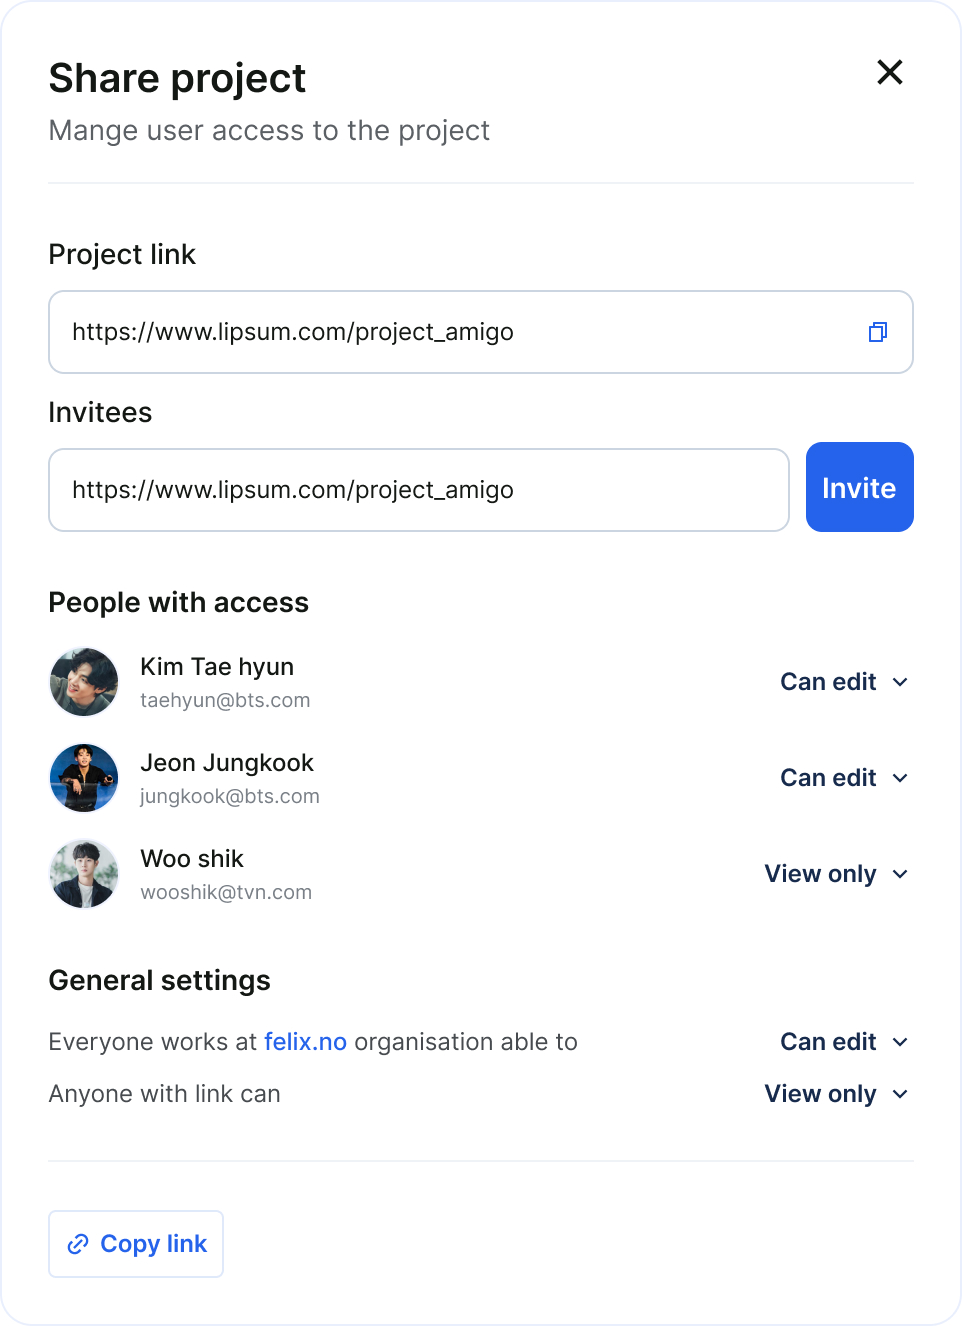 Share project
Mange user access to the project
Project link
https://www.lipsum.com/project_amigo
Invitees
https://www.lipsum.com/project_amigo
Invite
People with access
Kim Tae hyun
taehyun@bts.com
Can edit
Jeon Jungkook
jungkook@bts.com
Can edit
Woo shik
wooshik@tvn.com
View only
General settings
Everyone works at felix.no organisation able to
Can edit
Anyone with link can
View only
Copy link